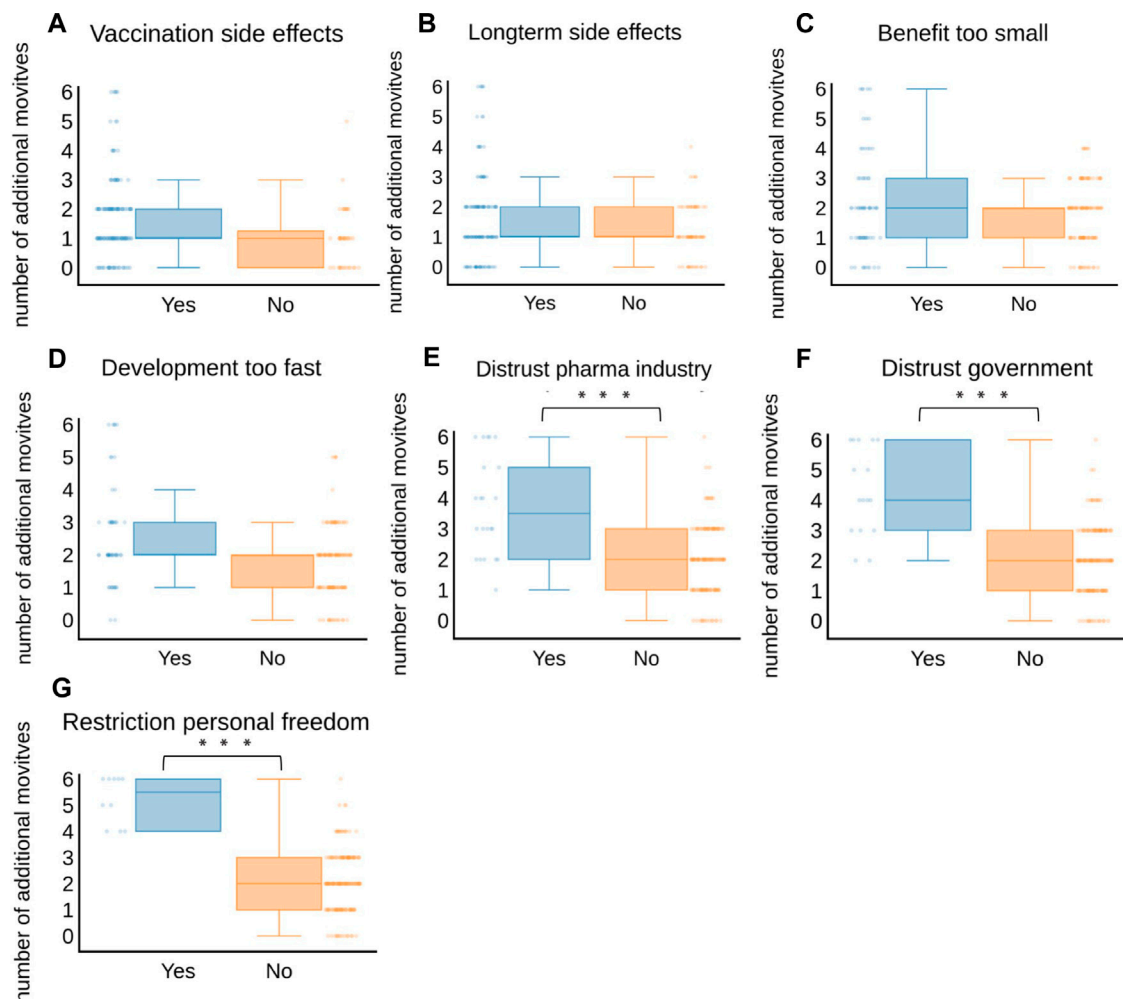 A
Vaccination side effects
number of additional movitves
6
5
4
3
2
1
0
Yes
No
B
Longterm side effects
number of additional movitves
6
5
4
3
2
1
0
Yes
No
C
Benefit too small
number of additional movitves
6
5
4
3
2
1
0
Yes
No
D
Development too fast
number of additional movitves
6
5
4
3
2
1
0
Yes
No
E
Distrust pharma industry
* * *
number of additional movitves
6
5
4
3
2
1
0
Yes
No
F
Distrust government
* * *
number of additional movitves
6
5
4
3
2
1
0
Yes
No
G
Restriction personal freedom
* * *
number of additional movitves
6
5
4
3
2
1
0
Yes
No